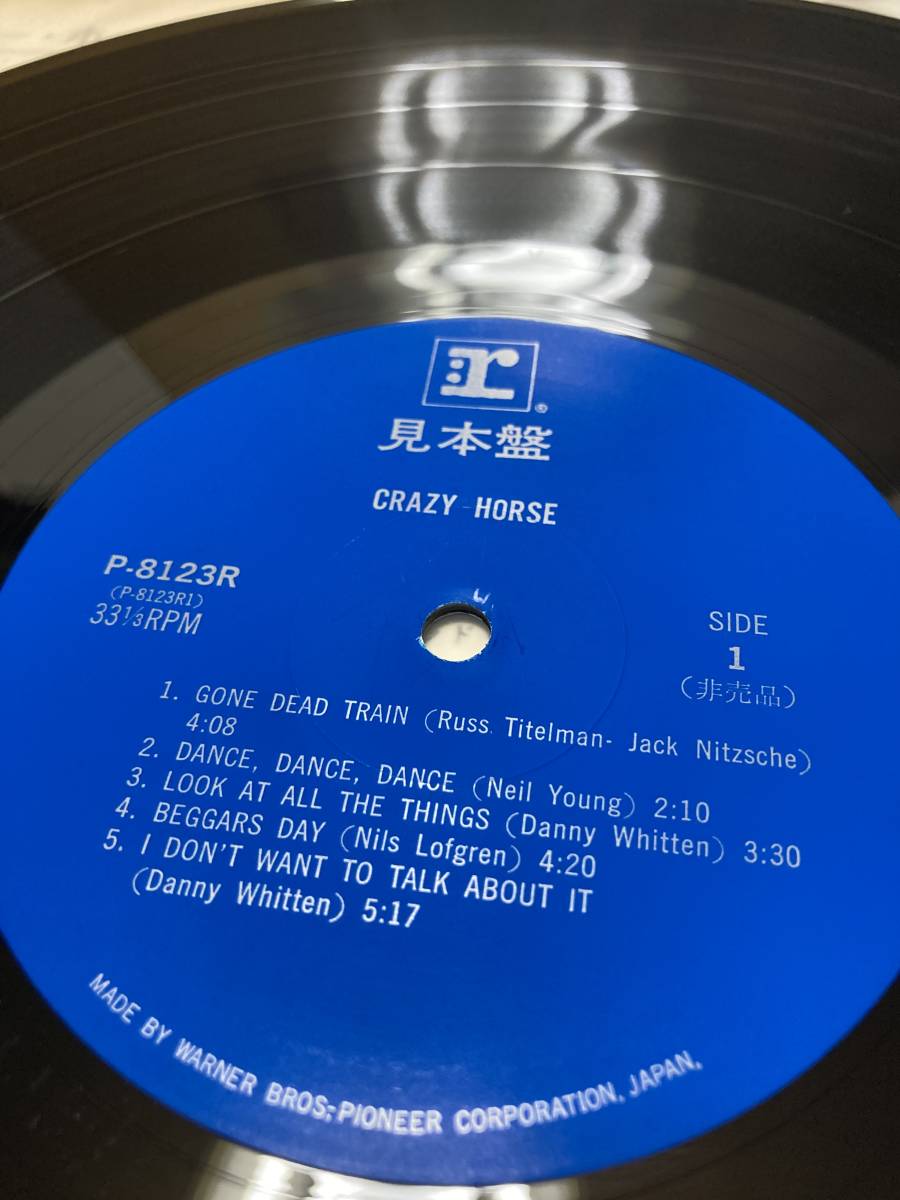 r
®
見本盤
CRAZY HORSE
P-8123R
(P-8123R1)
33⅓RPM
SIDE
1
(非売品)
1. GONE DEAD TRAIN (Russ. Titelman- Jack Nitzsche)
4:08
2. DANCE, DANCE, DANCE (Neil Young) 2:10
3. LOOK AT ALL THE THINGS (Danny Whitten) 3:30
4. BEGGARS DAY (Nils Lofgren) 4:20
5. I DON'T WANT TO TALK ABOUT IT
(Danny Whitten) 5:17
MADE BY WARNER BROS.-PIONEER CORPORATION, JAPAN.